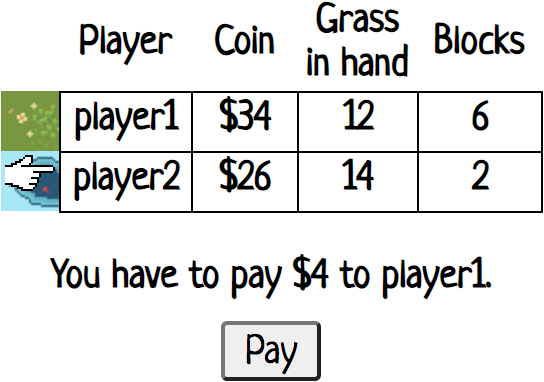 Player Coin Grass in hand Blocks
player1 $34 12 6
player2 $26 14 2
You have to pay $4 to player1.
Pay